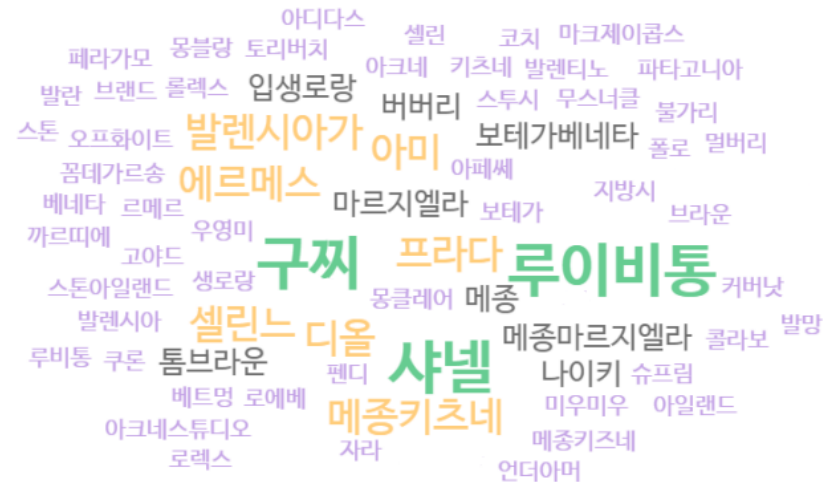 아디다스
셀린 코치 마크제이콥스
페라가모 몽블랑 토리버치
아크네 키츠네 발렌티노 파타고니아
발란 브랜드 롤렉스 입생로랑 버버리 스투시 무스너클 불가리
스톤 오프화이트 발렌시아가 아미 보테가베네타 폴로 멀버리
꼼데가르송 에르메스 아페쎄
베네타 르메르 마르지엘라 보테가 지방시 브라운
까르띠에 우영미
고야드 구찌 프라다 루이비통
스톤아일랜드 생로랑 몽클레어 메종 커버낫
발렌시아 셀린느 디올 메종마르지엘라 콜라보 발망
루비통 쿠론 톰브라운 펜디 샤넬 나이키 슈프림
베트멍 로에베 메종키츠네 미우미우 아일랜드
아크네스튜디오 자라 메종키즈네
로렉스 언더아머